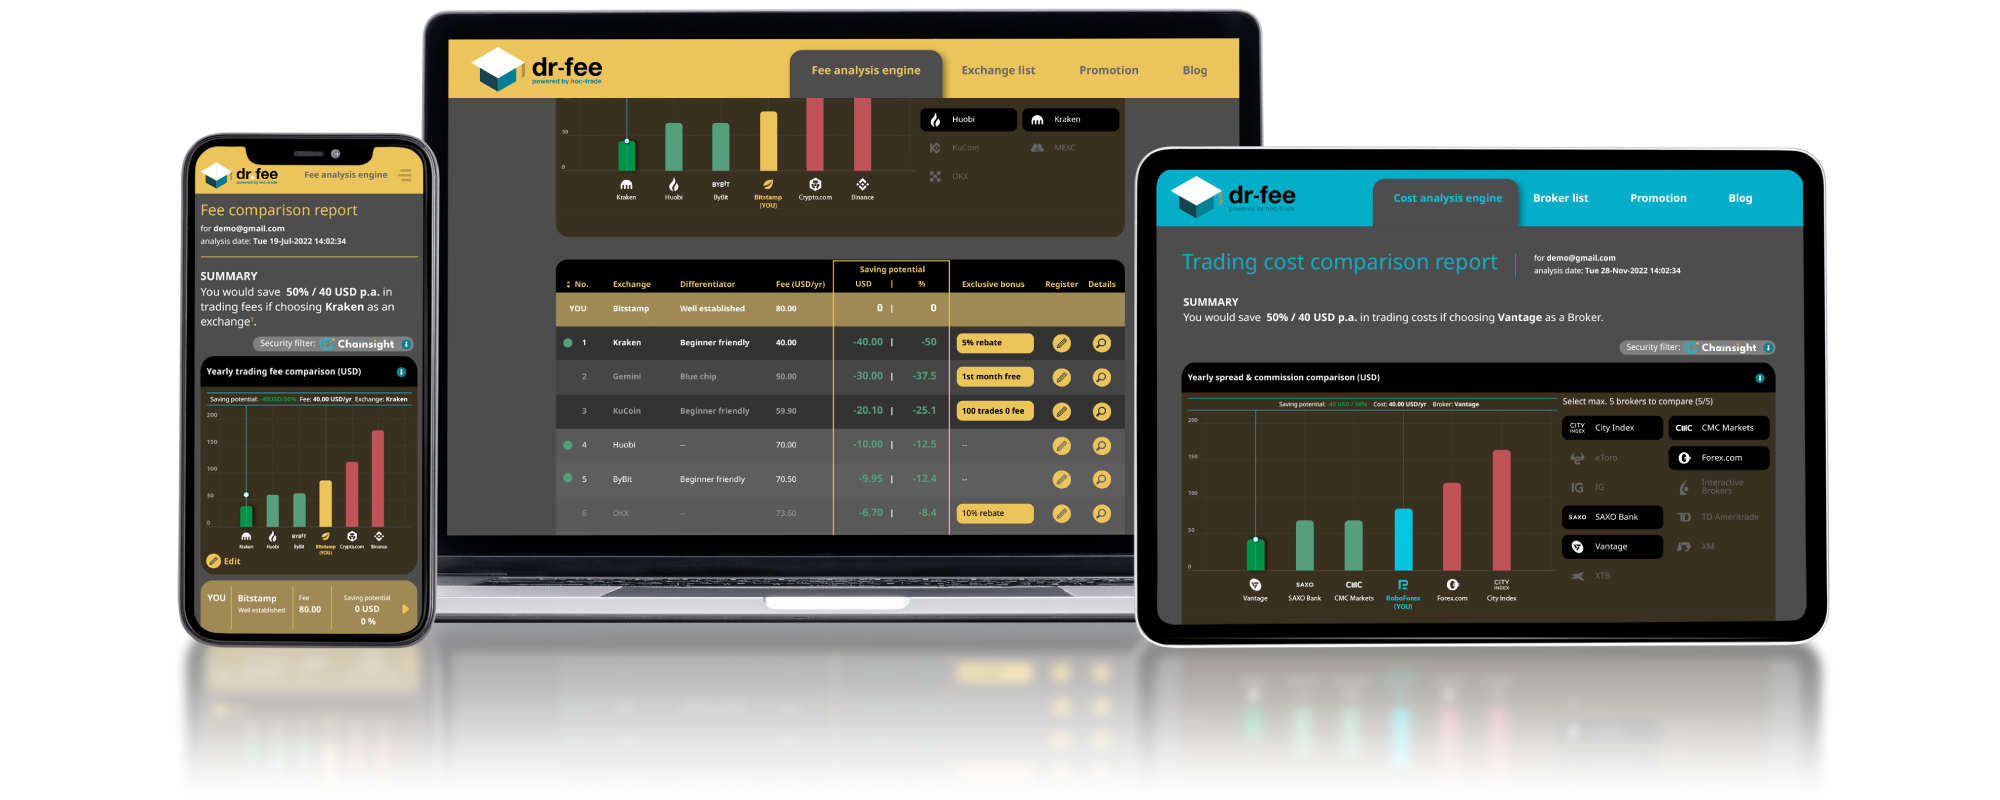 dr-fee
powered by hoc-trade
Fee analysis engine
Fee comparison report
for demo@gmail.com
analysis date: Tue 19-Jul-2022 14:02:34
SUMMARY
You would save 50% / 40 USD p.a. in
trading fees if choosing Kraken as an
exchange¹.
Security filter: Chainsight
Yearly trading fee comparison (USD)
Saving potential: -40USD/50% Fee: 40.00 USD/yr Exchange: Kraken
200
150
100
50
0
BYBIT
Kraken Huobi ByBit Bitstamp Crypto.com Binance
(YOU)
Edit
YOU Bitstamp Fee Saving potential
Well established 80.00 0 USD
0 %
dr-fee
powered by hoc-trade
Fee analysis engine Exchange list Promotion Blog
50
0
BYBIT
Kraken Huobi ByBit Bitstamp Crypto.com Binance
(YOU)
Huobi Kraken
KuCoin MEXC
OKX
Saving potential
No. Exchange Differentiator Fee (USD/yr) USD | % Exclusive bonus Register Details
YOU Bitstamp Well established 80.00 0 | 0
1 Kraken Beginner friendly 40.00 -40.00 | -50 5% rebate
2 Gemini Blue chip 50.00 -30.00 | -37.5 1st month free
3 KuCoin Beginner friendly 59.90 -20.10 | -25.1 100 trades 0 fee
4 Huobi -- 70.00 -10.00 | -12.5 --
5 ByBit Beginner friendly 70.50 -9.95 | -12.4 --
6 OKX -- 73.60 -6.70 | -8.4 10% rebate
dr-fee
powered by hoc-trade
Cost analysis engine Broker list Promotion Blog
Trading cost comparison report
for demo@gmail.com
analysis date: Tue 28-Nov-2022 14:02:34
SUMMARY
You would save 50% / 40 USD p.a. in trading costs if choosing Vantage as a Broker.
Security filter: Chainsight
Yearly spread & commission comparison (USD)
Saving potential: -40 USD / 50% Cost: 40.00 USD/yr Broker: Vantage
200
150
100
50
0
SAXO CMC CITY
INDEX
Vantage SAXO Bank CMC Markets RoboForex Forex.com City Index
(YOU)
Select max. 5 brokers to compare (5/5)
CITY INDEX City Index CMC CMC Markets
eToro Forex.com
IG IG Interactive
Brokers
SAXO SAXO Bank TD TD Ameritrade
Vantage XM
XTB